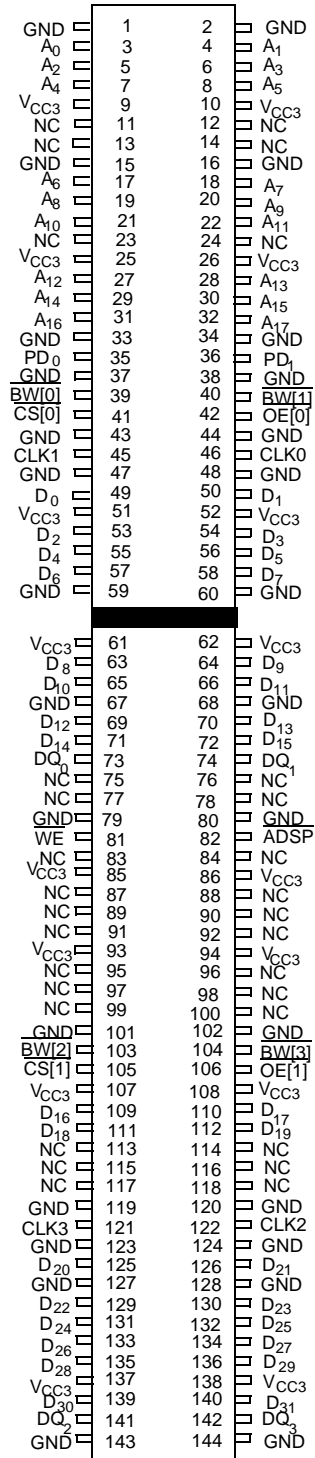 GND 1 2 GND
A0 3 4 A1
A2 5 6 A3
A4 7 8 A5
VCC3 9 10 VCC3
NC 11 12 NC
NC 13 14 NC
GND 15 16 GND
A6 17 18 A7
A8 19 20 A9
A10 21 22 A11
NC 23 24 NC
VCC3 25 26 VCC3
A12 27 28 A13
A14 29 30 A15
A16 31 32 A17
GND 33 34 GND
PD0 35 36 PD1
GND 37 38 GND
BW[0] 39 40 BW[1]
CS[0] 41 42 OE[0]
GND 43 44 GND
CLK1 45 46 CLK0
GND 47 48 GND
D0 49 50 D1
VCC3 51 52 VCC3
D2 53 54 D3
D4 55 56 D5
D6 57 58 D7
GND 59 60 GND
VCC3 61 62 VCC3
D8 63 64 D9
D10 65 66 D11
GND 67 68 GND
D12 69 70 D13
D14 71 72 D15
DQ0 73 74 DQ1
NC 75 76 NC
NC 77 78 NC
GND 79 80 GND
WE 81 82 ADSP
NC 83 84 NC
VCC3 85 86 VCC3
NC 87 88 NC
NC 89 90 NC
NC 91 92 NC
VCC3 93 94 VCC3
NC 95 96 NC
NC 97 98 NC
NC 99 100 NC
GND 101 102 GND
BW[2] 103 104 BW[3]
CS[1] 105 106 OE[1]
VCC3 107 108 VCC3
D16 109 110 D17
D18 111 112 D19
NC 113 114 NC
NC 115 116 NC
NC 117 118 NC
GND 119 120 GND
CLK3 121 122 CLK2
GND 123 124 GND
D20 125 126 D21
GND 127 128 GND
D22 129 130 D23
D24 131 132 D25
D26 133 134 D27
D28 135 136 D29
VCC3 137 138 VCC3
D30 139 140 D31
DQ2 141 142 DQ3
GND 143 144 GND